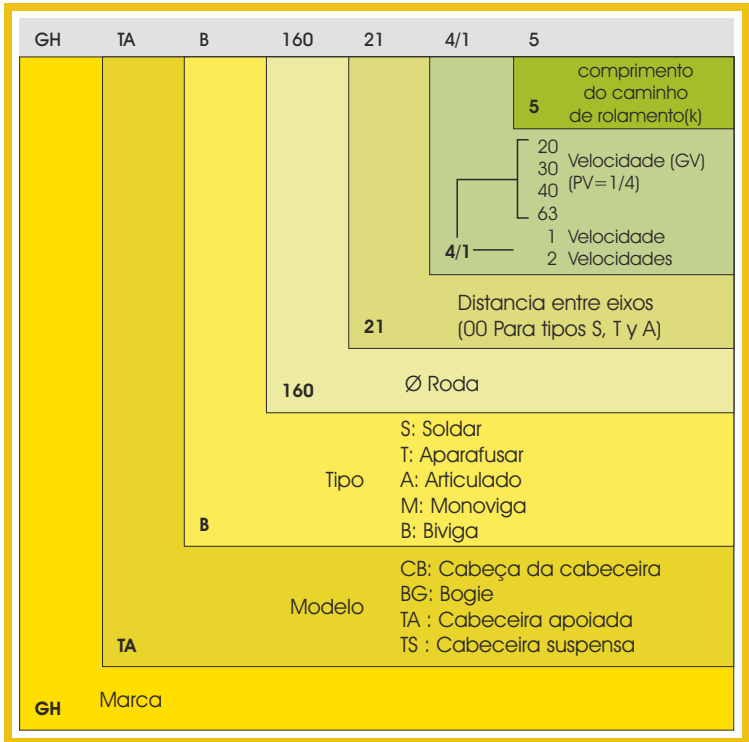 GH TA B 160 21 4/1 5
comprimento
do caminho
5 de rolamento(k)
20
30 Velocidade (GV)
40 (PV=1/4)
63
1 Velocidade
4/1 2 Velocidades
Distancia entre eixos
21 (00 Para tipos S, T y A)
160 Ø Roda
S: Soldar
T: Aparafusar
Tipo A: Articulado
M: Monoviga
B B: Biviga
CB: Cabeça da cabeceira
BG: Bogie
Modelo
TA : Cabeceira apoiada
TA TS : Cabeceira suspensa
GH Marca